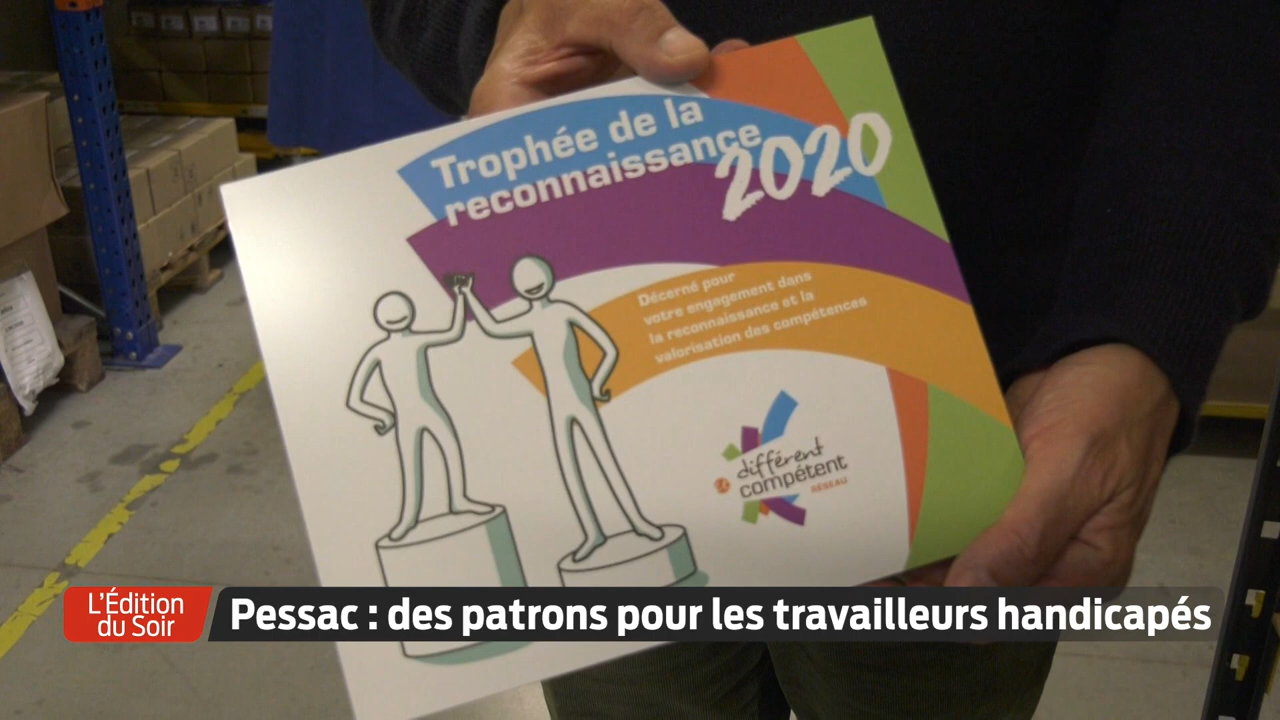 Trophée de la
reconnaissance
2020
Décerné pour
votre engagement dans
la reconnaissance et la
valorisation des compétences
différent
compétent
RÉSEAU
L'Édition
du Soir
Pessac : des patrons pour les travailleurs handicapés